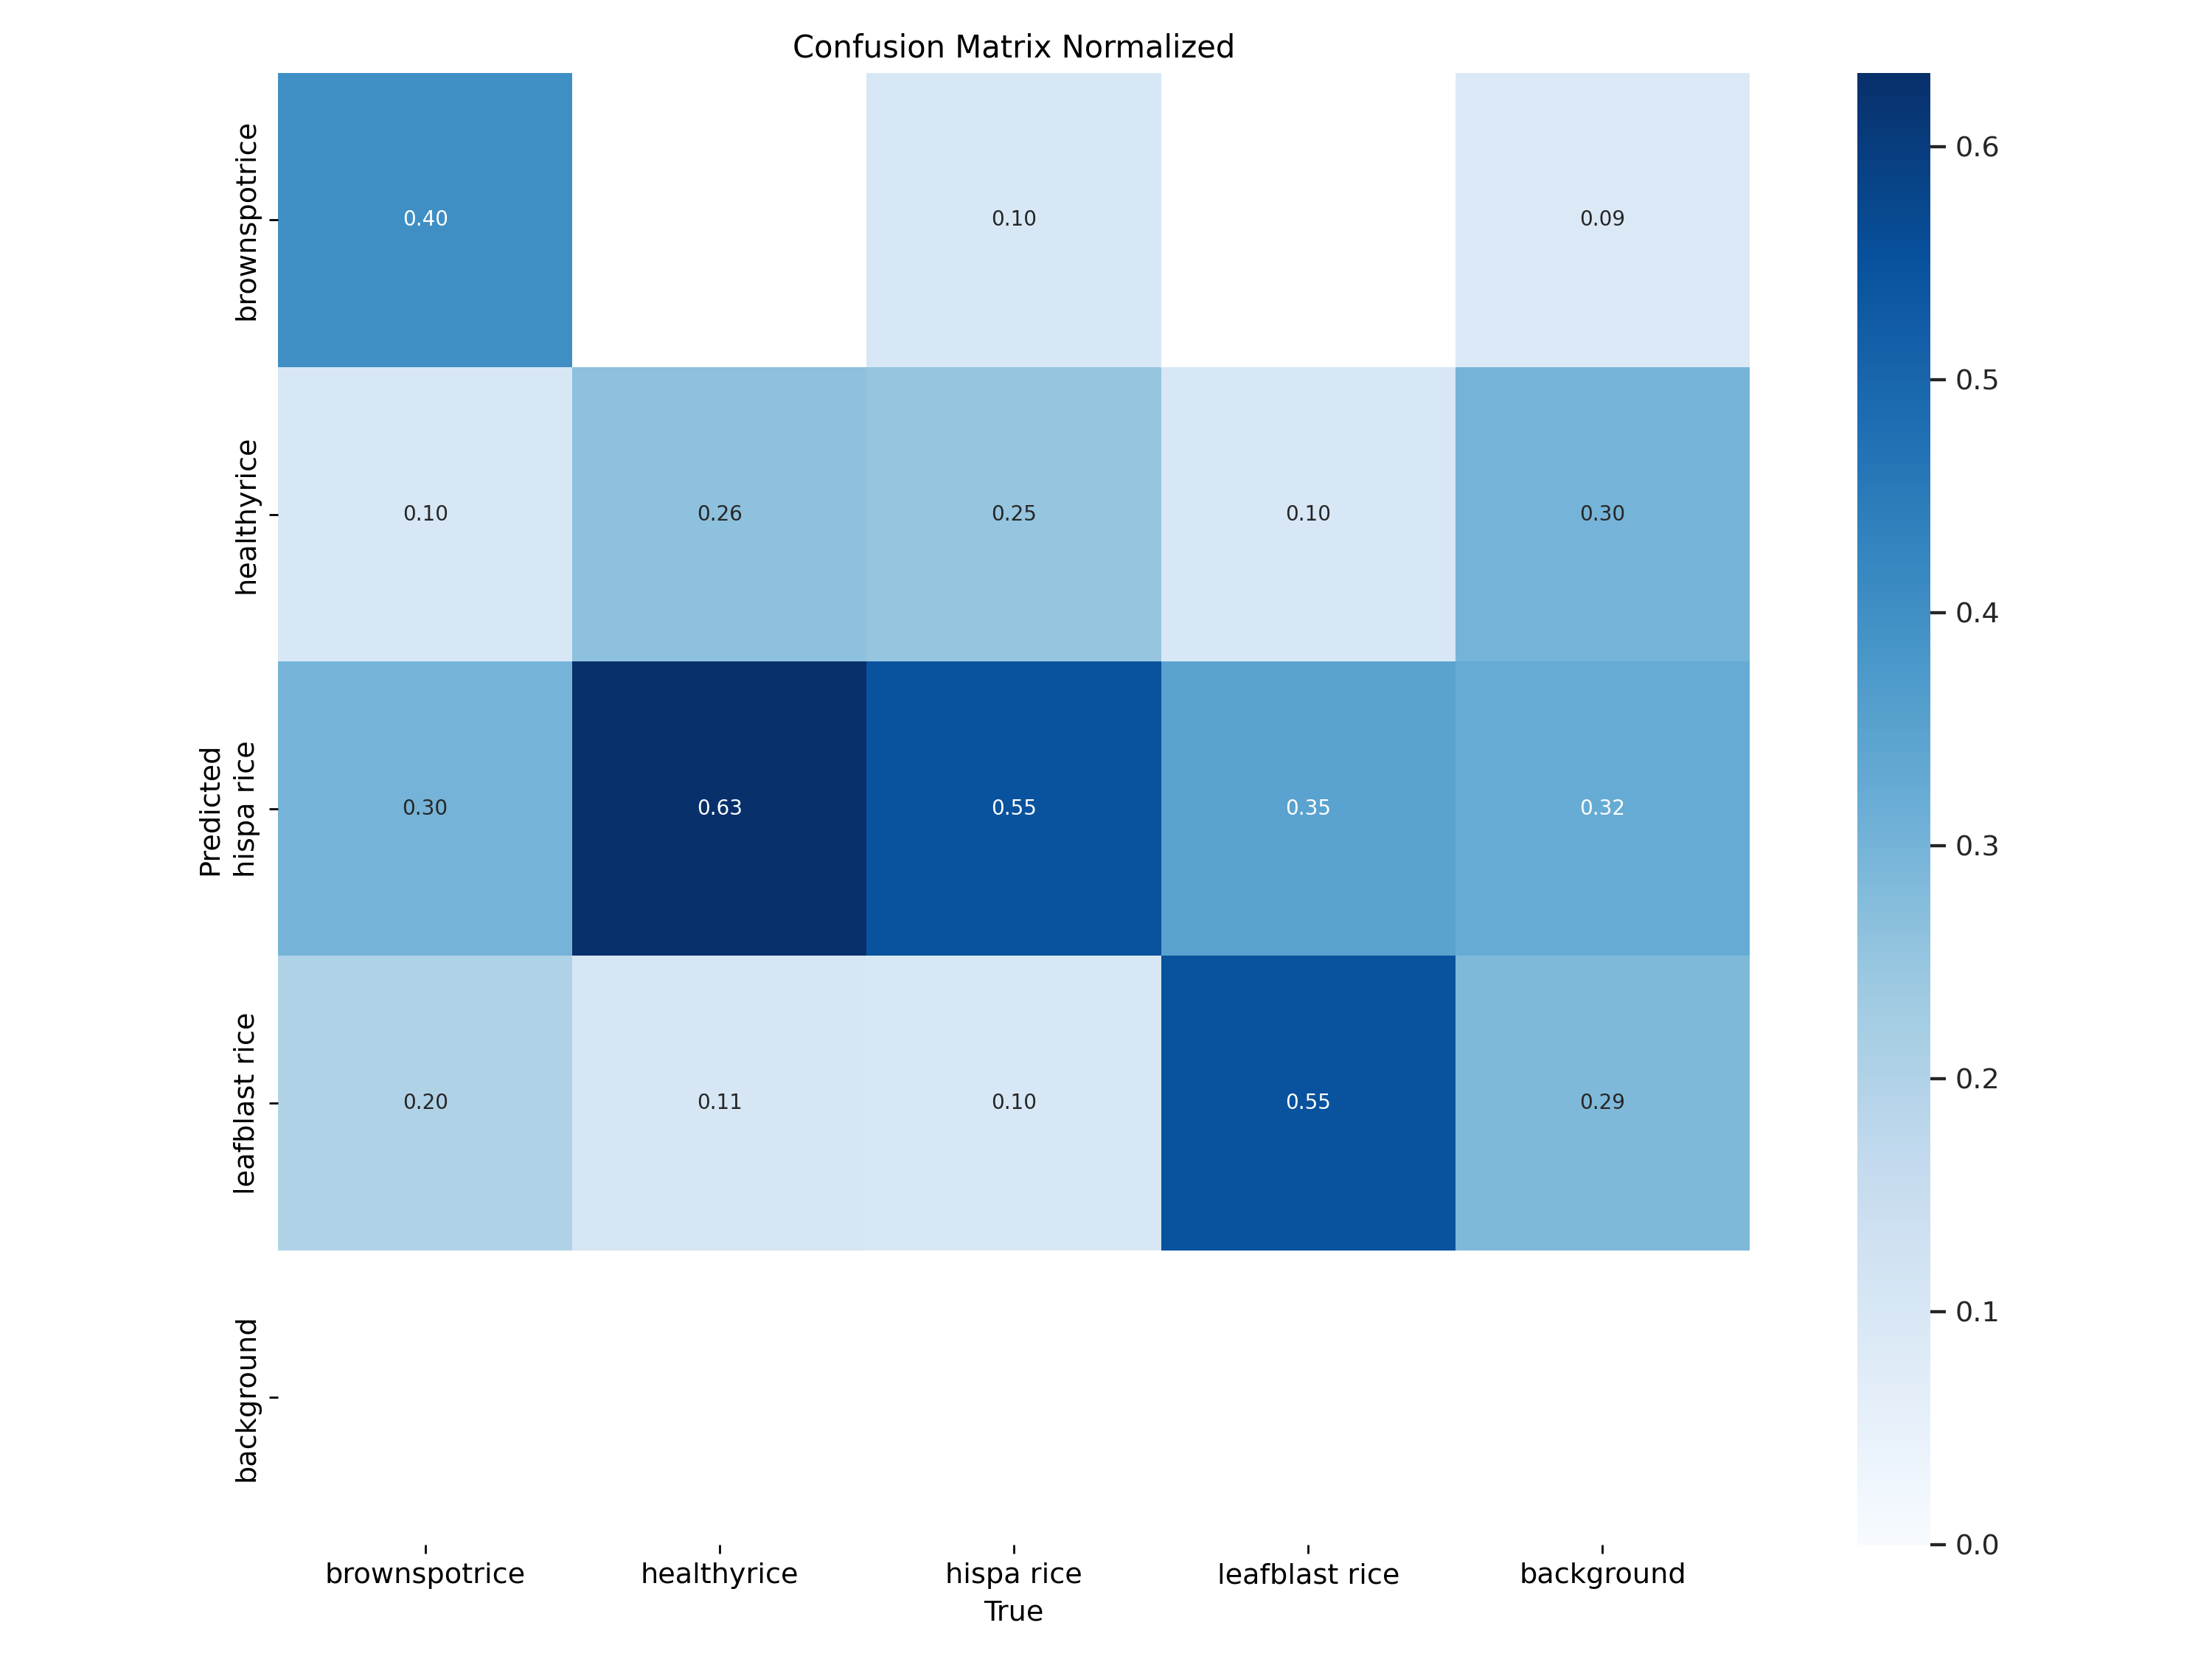 Confusion Matrix Normalized
brownspotrice
0.40
0.10
0.09
healthyrice
0.10
0.26
0.25
0.10
0.30
Predicted
hispa rice
0.30
0.63
0.55
0.35
0.32
leafblast rice
0.20
0.11
0.10
0.55
0.29
background
brownspotrice
healthyrice
hispa rice
leafblast rice
background
True
0.6
0.5
0.4
0.3
0.2
0.1
0.0